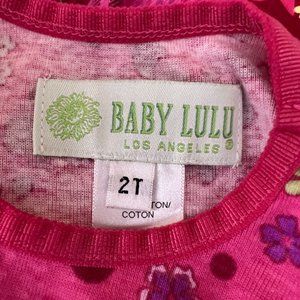 BABY LULU
LOS ANGELES ®
2T
TON/
COTON